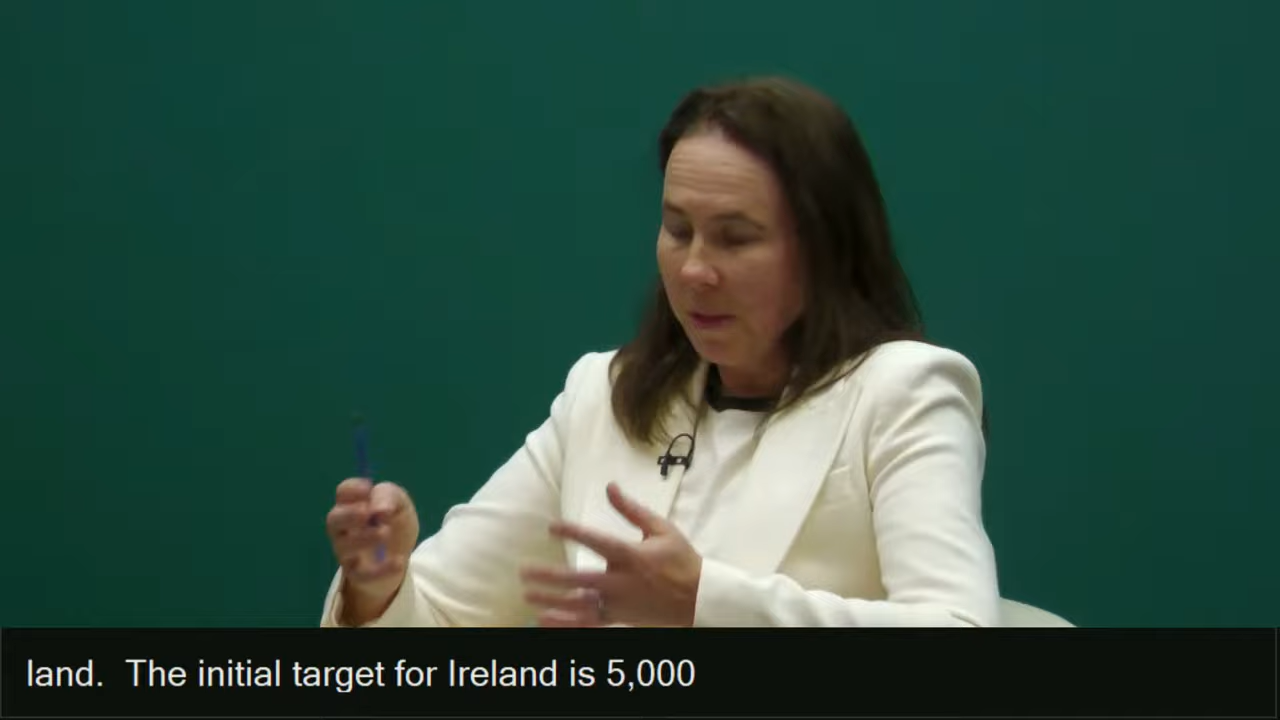 land.  The initial target for Ireland is 5,000